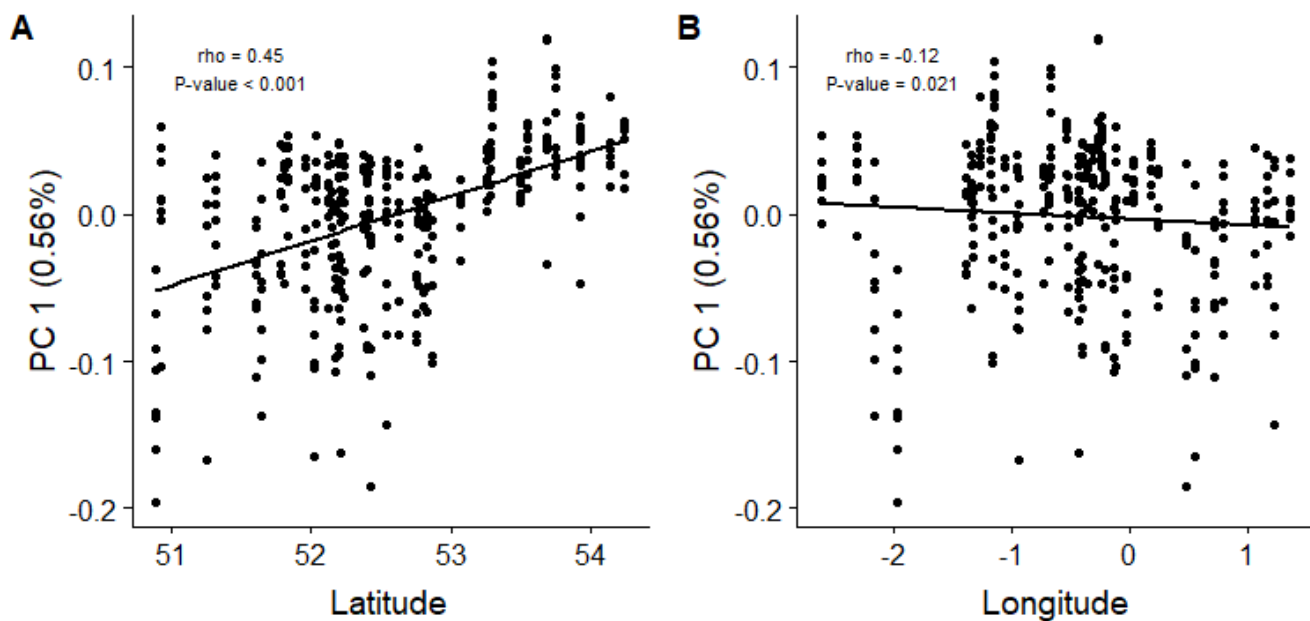 A
rho = 0.45
P-value < 0.001
0.1
0.0
-0.1
-0.2
PC 1 (0.56%)
51 52 53 54
Latitude
B
rho = -0.12
P-value = 0.021
0.1
0.0
-0.1
-0.2
PC 1 (0.56%)
-2 -1 0 1
Longitude